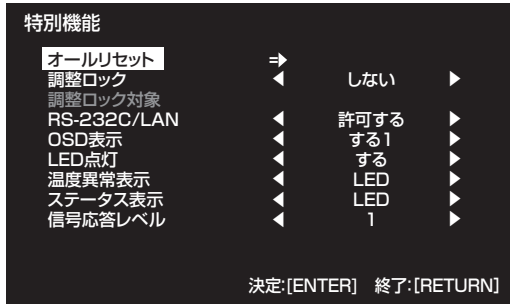 特別機能
オールリセット ⇒
調整ロック ◀ しない ▶
調整ロック対象
RS-232C/LAN ◀ 許可する ▶
OSD表示 ◀ する1 ▶
LED点灯 ◀ する ▶
温度異常表示 ◀ LED ▶
ステータス表示 ◀ LED ▶
信号応答レベル ◀ 1 ▶
決定:[ENTER] 終了:[RETURN]